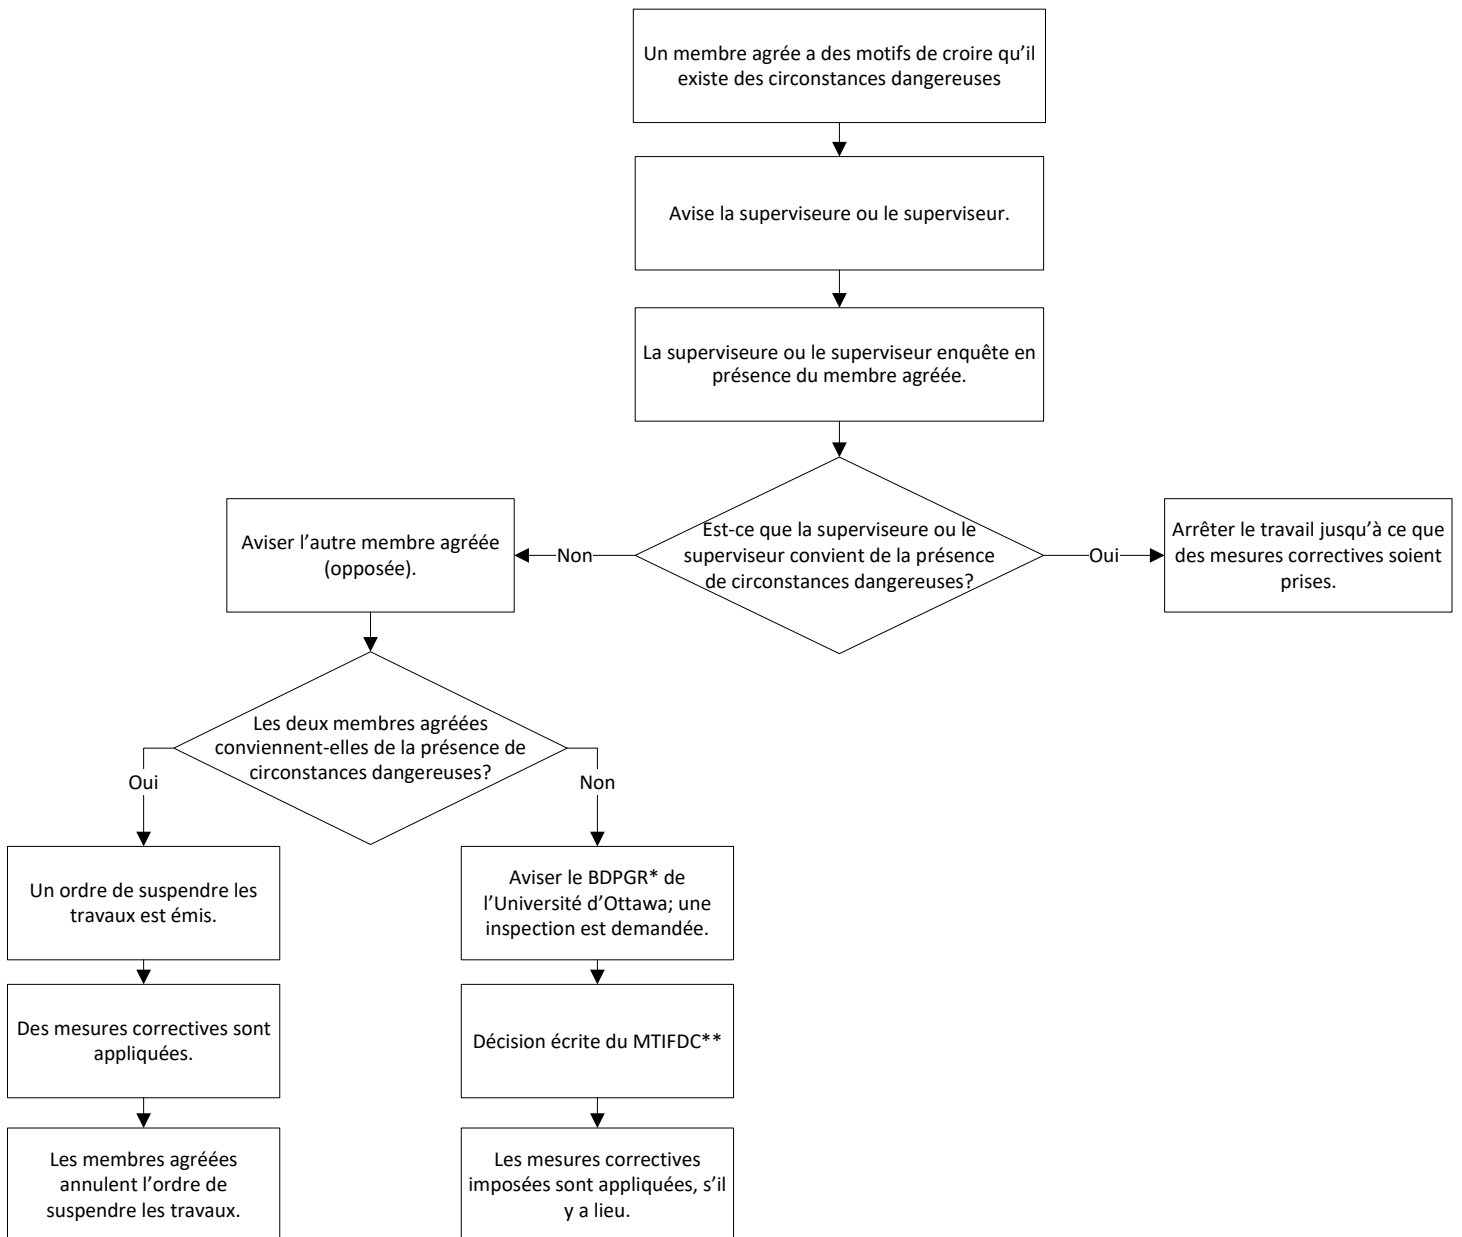 Un membre agrée a des motifs de croire qu’il
existe des circonstances dangereuses
Avise la superviseure ou le superviseur.
La superviseure ou le superviseur enquête en
présence du membre agréée.
Est-ce que la superviseure ou le
superviseur convient de la présence
de circonstances dangereuses?
Non
Oui
Aviser l’autre membre agréée
(opposée).
Arrêter le travail jusqu’à ce que
des mesures correctives soient
prises.
Les deux membres agréées
conviennent-elles de la présence de
circonstances dangereuses?
Oui
Non
Un ordre de suspendre les
travaux est émis.
Aviser le BDPGR* de
l’Université d’Ottawa; une
inspection est demandée.
Des mesures correctives sont
appliquées.
Décision écrite du MTIFDC**
Les membres agréées
annulent l’ordre de
suspendre les travaux.
Les mesures correctives
imposées sont appliquées, s’il
y a lieu.